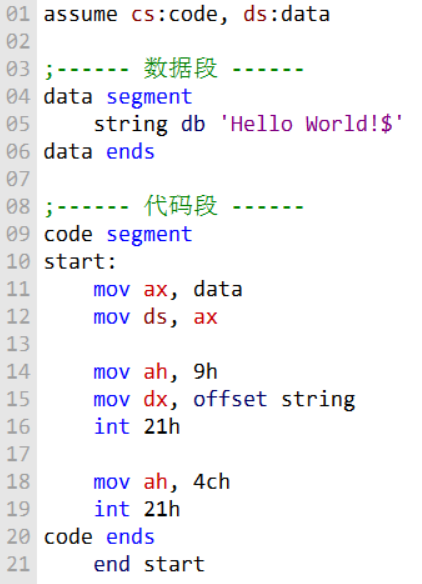 01 assume cs:code, ds:data
02
03 ;------ 数据段 ------
04 data segment
05     string db 'Hello World!$'
06 data ends
07
08 ;------ 代码段 ------
09 code segment
10 start:
11     mov ax, data
12     mov ds, ax
13
14     mov ah, 9h
15     mov dx, offset string
16     int 21h
17
18     mov ah, 4ch
19     int 21h
20 code ends
21     end start